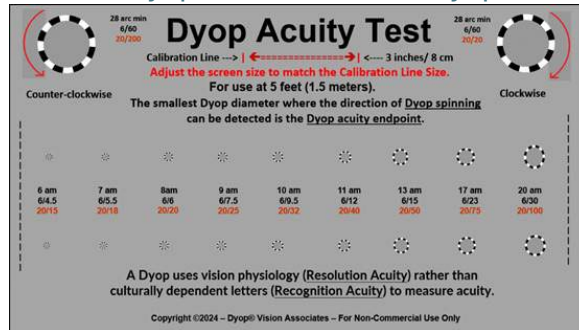 28 arc min
6/60
20/200
Dyop Acuity Test
28 arc min
6/60
20/20
Calibration Line ---> | <================> | <---- 3 inches/ 8 cm
Adjust the screen size to match the Calibration Line Size.
For use at 5 feet (1.5 meters).
Counter-clockwise
Clockwise
The smallest Dyop diameter where the direction of Dyop spinning
can be detected is the Dyop acuity endpoint.
6 am 7 am 8am 9 am 10 am 11 am 13 am 17 am 20 am
6/4.5 6/5.5 6/6 6/7.5 6/9.5 6/12 6/15 6/23 6/30
20/15 20/18 20/20 20/25 20/32 20/40 20/50 20/75 20/100
A Dyop uses vision physiology (Resolution Acuity) rather than
culturally dependent letters (Recognition Acuity) to measure acuity.
Copyright ©2024 – Dyop® Vision Associates – For Non-Commercial Use Only